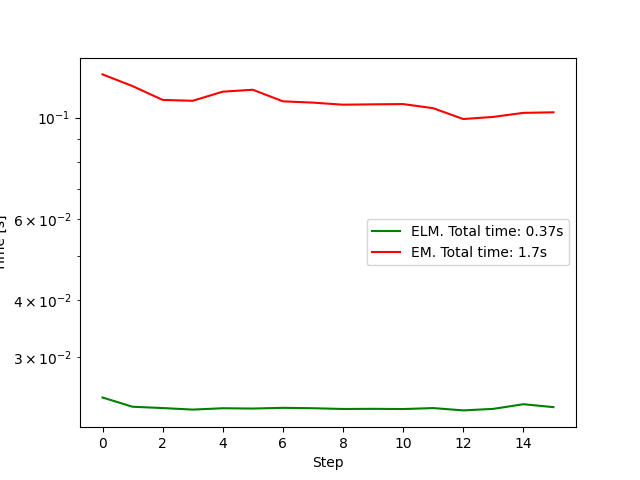 10⁻¹
6 × 10⁻²
4 × 10⁻²
3 × 10⁻²
Time [s]
ELM. Total time: 0.37s
EM. Total time: 1.7s
0 2 4 6 8 10 12 14
Step